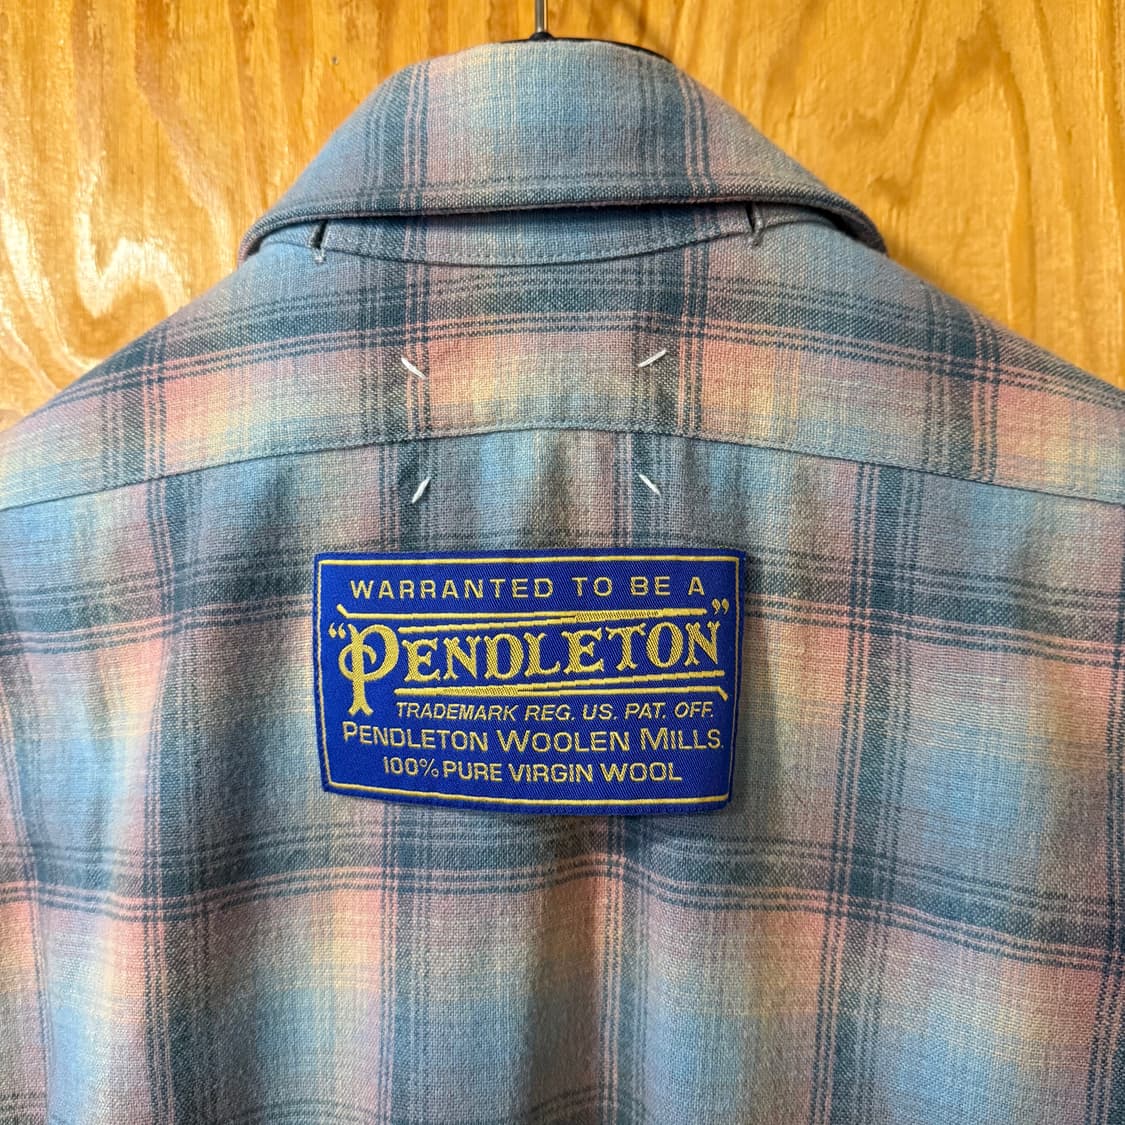 WARRANTED TO BE A
"PENDLETON"
TRADEMARK REG. US. PAT. OFF.
PENDLETON WOOLEN MILLS.
100% PURE VIRGIN WOOL